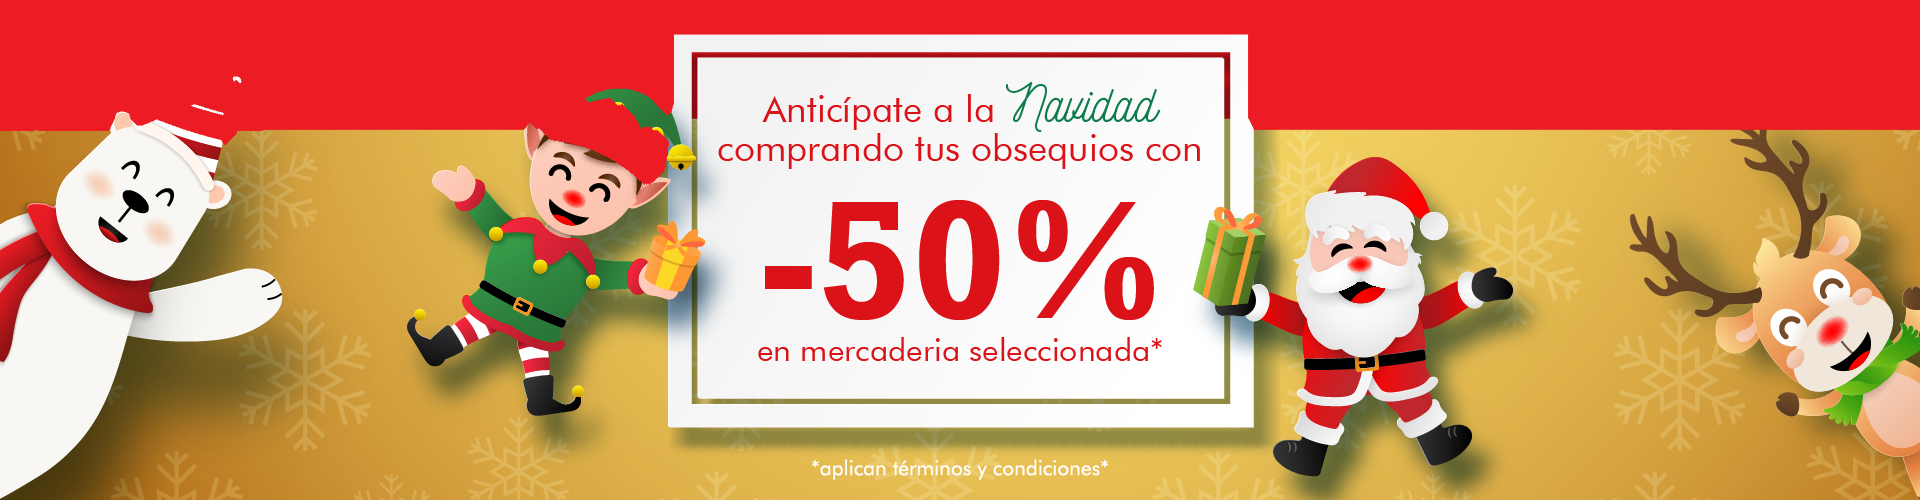 Anticípate a la Navidad
comprando tus obsequios con
-50%
en mercaderia seleccionada*
*aplican términos y condiciones*